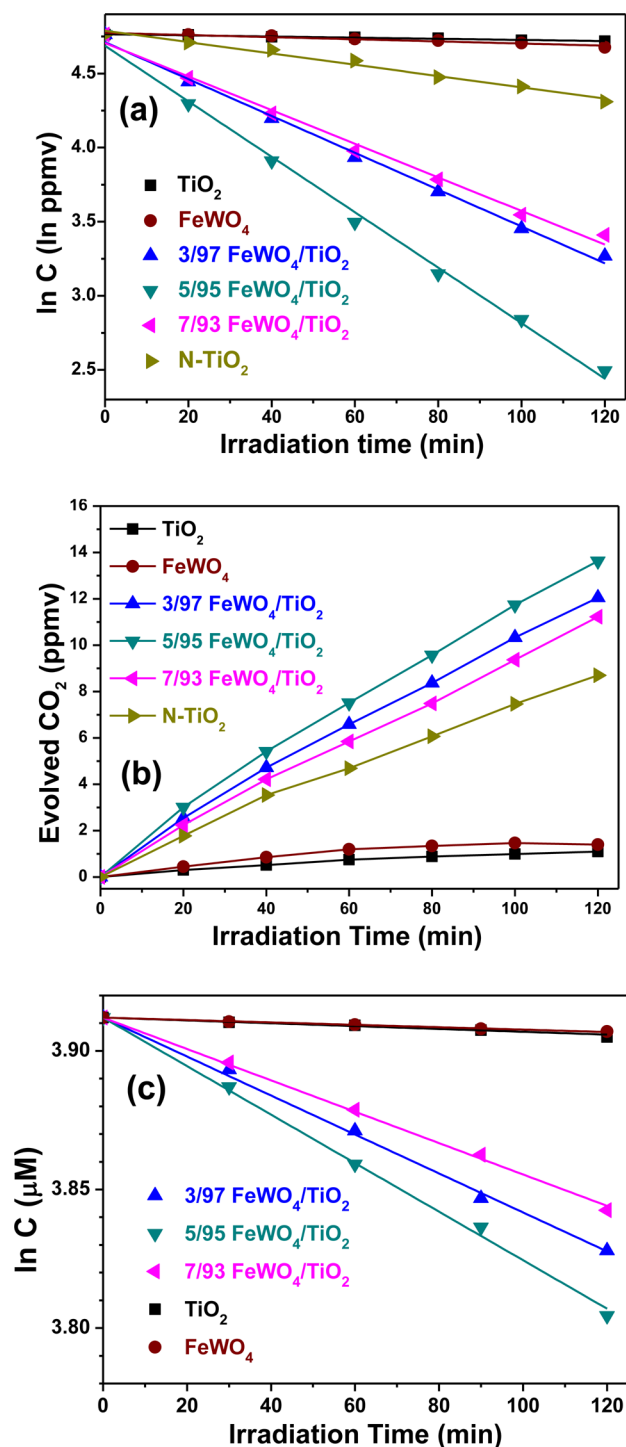 4.5
4.0
3.5
3.0
2.5
ln C (ln ppmv)
(a)
TiO₂
FeWO₄
3/97 FeWO₄/TiO₂
5/95 FeWO₄/TiO₂
7/93 FeWO₄/TiO₂
N-TiO₂
0 20 40 60 80 100 120
Irradiation time (min)
16
14
12
10
8
6
4
2
0
Evolved CO₂ (ppmv)
TiO₂
FeWO₄
3/97 FeWO₄/TiO₂
5/95 FeWO₄/TiO₂
7/93 FeWO₄/TiO₂
N-TiO₂
(b)
0 20 40 60 80 100 120
Irradiation Time (min)
3.90
3.85
3.80
ln C (μM)
(c)
3/97 FeWO₄/TiO₂
5/95 FeWO₄/TiO₂
7/93 FeWO₄/TiO₂
TiO₂
FeWO₄
0 20 40 60 80 100 120
Irradiation Time (min)